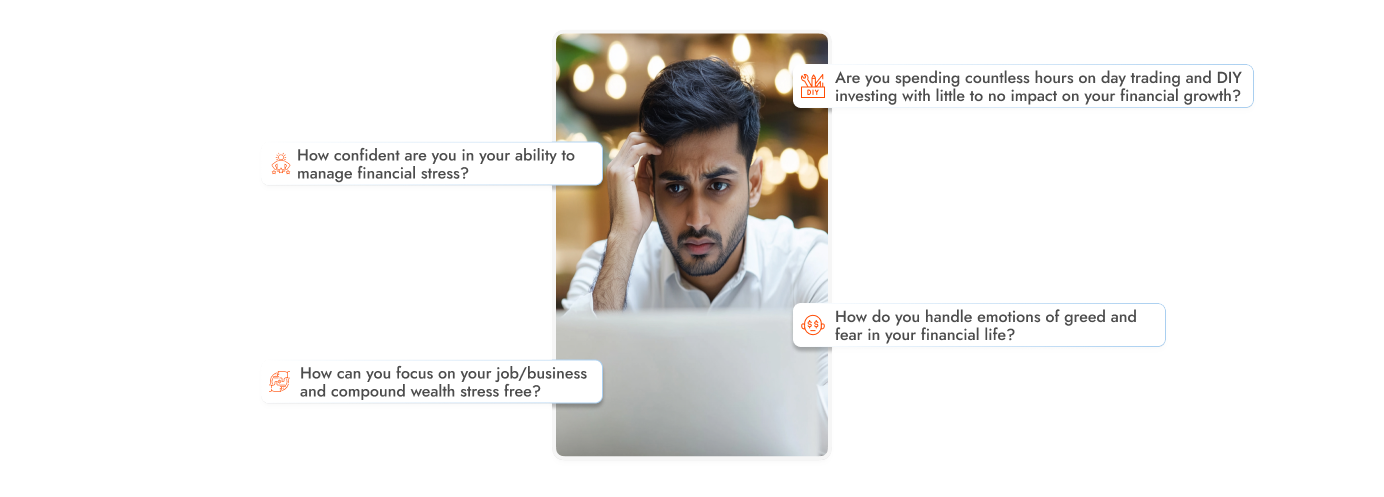 Are you spending countless hours on day trading and DIY
investing with little to no impact on your financial growth?
DIY
How confident are you in your ability to
manage financial stress?
How do you handle emotions of greed and
fear in your financial life?
How can you focus on your job/business
and compound wealth stress free?